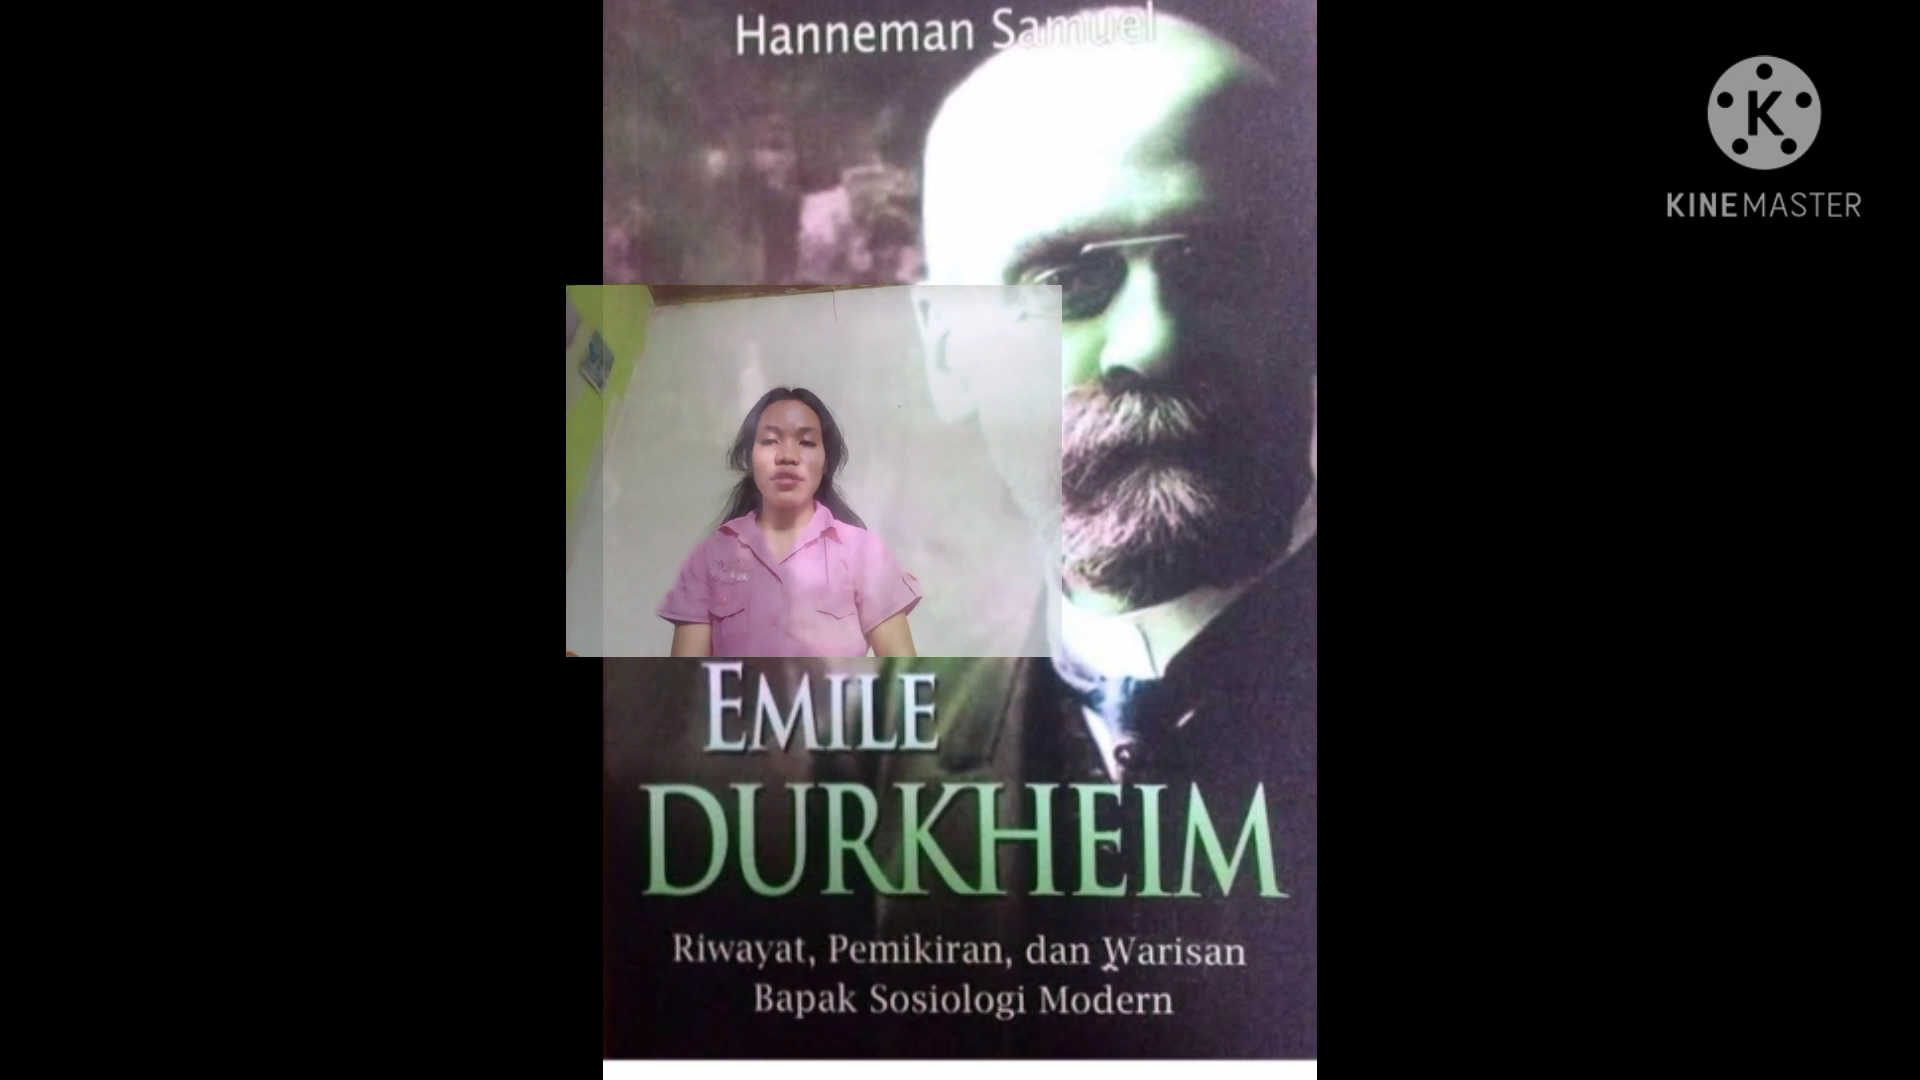 Hanneman Samuel
K
KINEMASTER
EMILE
DURKHEIM
Riwayat, Pemikiran, dan Warisan
Bapak Sosiologi Modern